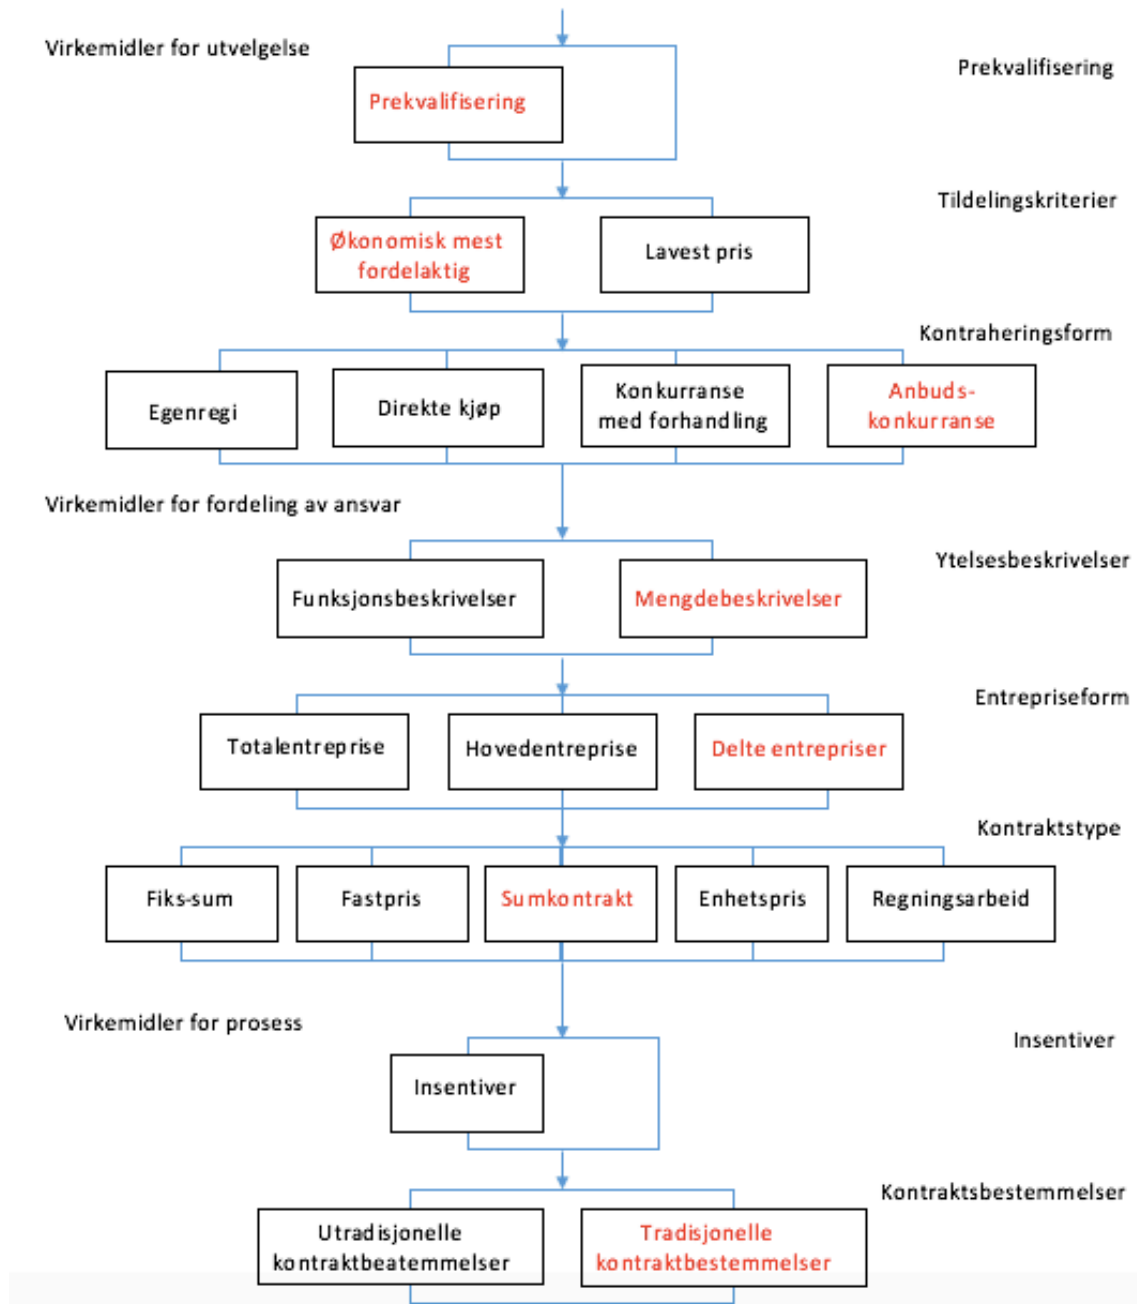 Virkemidler for utvelgelse
Prekvalifisering
Prekvalifisering
Tildelingskriterier
Økonomisk mest
fordelaktig
Lavest pris
Kontraheringsform
Egenregi
Direkte kjøp
Konkurranse
med forhandling
Anbuds-
konkurranse
Virkemidler for fordeling av ansvar
Ytelsesbeskrivelser
Funksjonsbeskrivelser
Mengdebeskrivelser
Entrepriseform
Totalentreprise
Hovedentreprise
Delte entrepriser
Kontraktstype
Fiks-sum
Fastpris
Sumkontrakt
Enhetspris
Regningsarbeid
Virkemidler for prosess
Insentiver
Insentiver
Kontraktsbestemmelser
Utradisjonelle
kontraktbeatemmelser
Tradisjonelle
kontraktbestemmelser